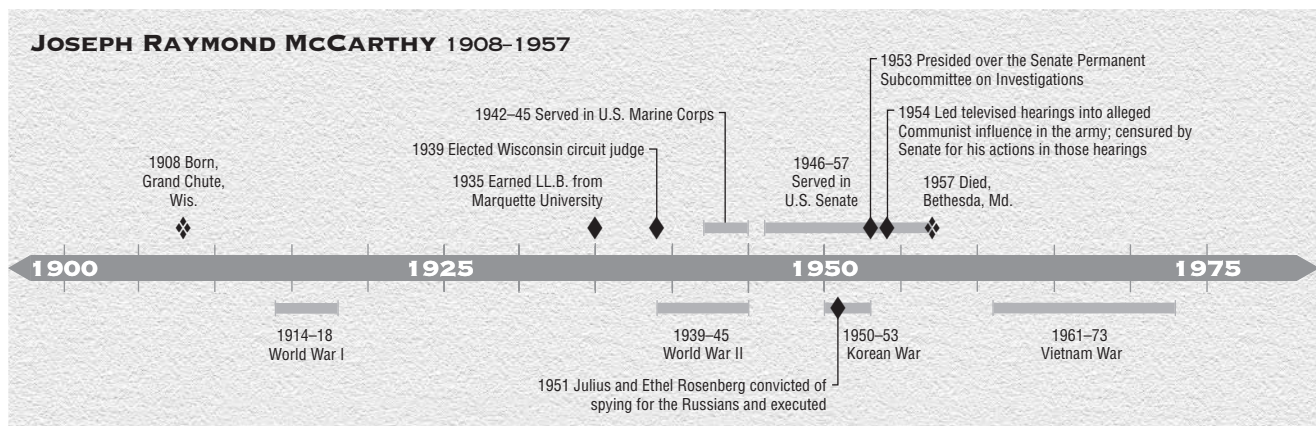 JOSEPH RAYMOND MCCARTHY 1908–1957
1953 Presided over the Senate Permanent
Subcommittee on Investigations
1942–45 Served in U.S. Marine Corps
1954 Led televised hearings into alleged
Communist influence in the army; censured by
Senate for his actions in those hearings
1939 Elected Wisconsin circuit judge
1908 Born,
Grand Chute,
Wis.
1935 Earned LL.B. from
Marquette University
1946–57
Served in
U.S. Senate
1957 Died,
Bethesda, Md.
1900 1925 1950 1975
1914–18
World War I
1939–45
World War II
1950–53
Korean War
1961–73
Vietnam War
1951 Julius and Ethel Rosenberg convicted of
spying for the Russians and executed